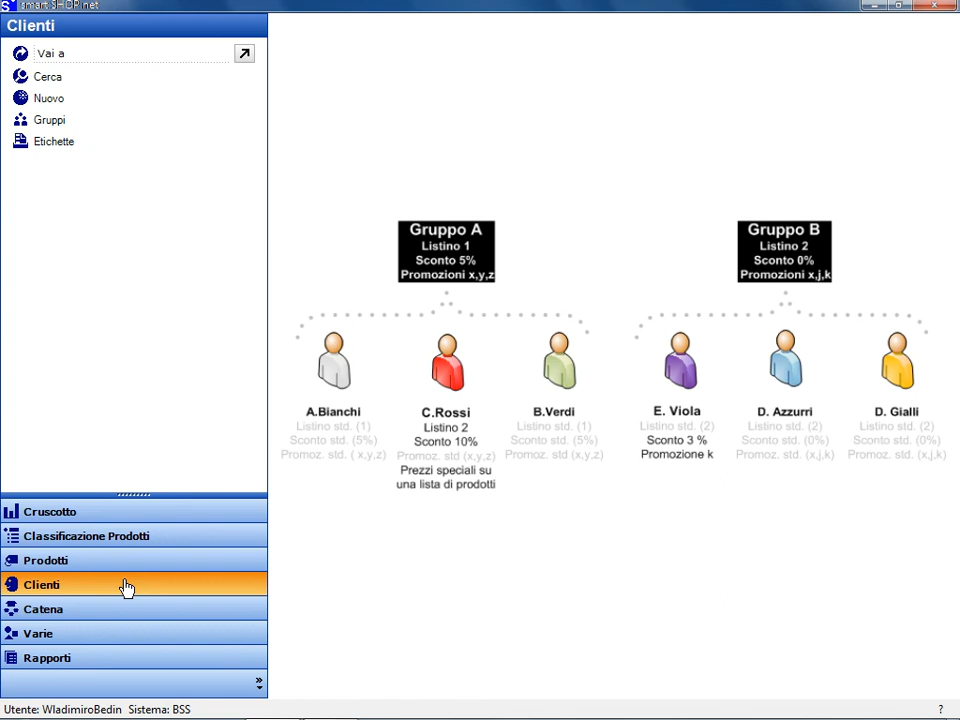 smart SHOP.net
Clienti
Vai a
Cerca
Nuovo
Gruppi
Etichette
Gruppo A
Listino 1
Sconto 5%
Promozioni x,y,z
Gruppo B
Listino 2
Sconto 0%
Promozioni x,j,k
A.Bianchi
Listino std. (1)
Sconto std. (5%)
Promoz. std. ( x,y,z)
C.Rossi
Listino 2
Sconto 10%
Promoz. std (x,y,z)
Prezzi speciali su
una lista di prodotti
B.Verdi
Listino std. (1)
Sconto std. (5%)
Promoz. std. (x,y,z)
E. Viola
Listino std. (2)
Sconto 3 %
Promozione k
D. Azzurri
Listino std. (2)
Sconto std. (0%)
Promoz. std. (x,j,k)
D. Gialli
Listino std. (2)
Sconto std. (0%)
Promoz. std. (x,j,k)
Cruscotto
Classificazione Prodotti
Prodotti
Clienti
Catena
Varie
Rapporti
Utente: WladimiroBedin Sistema: BSS
?